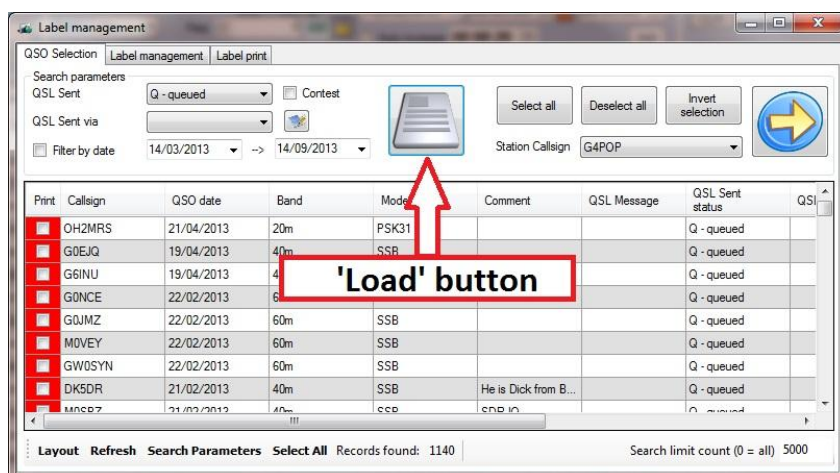 Label management
QSO Selection Label management Label print
Search parameters
QSL Sent Q - queued Contest
QSL Sent via
Filter by date 14/03/2013 --> 14/09/2013
Select all Deselect all Invert selection
Station Callsign G4POP
Print Callsign QSO date Band Mode Comment QSL Message QSL Sent status
OH2MRS 21/04/2013 20m PSK31 Q - queued
G0EJQ 19/04/2013 40m SSB Q - queued
G6INU 19/04/2013 Q - queued
G0NCE 22/02/2013 Q - queued
G0JMZ 22/02/2013 60m SSB Q - queued
M0VEY 22/02/2013 60m SSB Q - queued
GW0SYN 22/02/2013 60m SSB Q - queued
DK5DR 21/02/2013 40m SSB He is Dick from B... Q - queued
'Load' button
Layout Refresh Search Parameters Select All Records found: 1140 Search limit count (0 = all) 5000